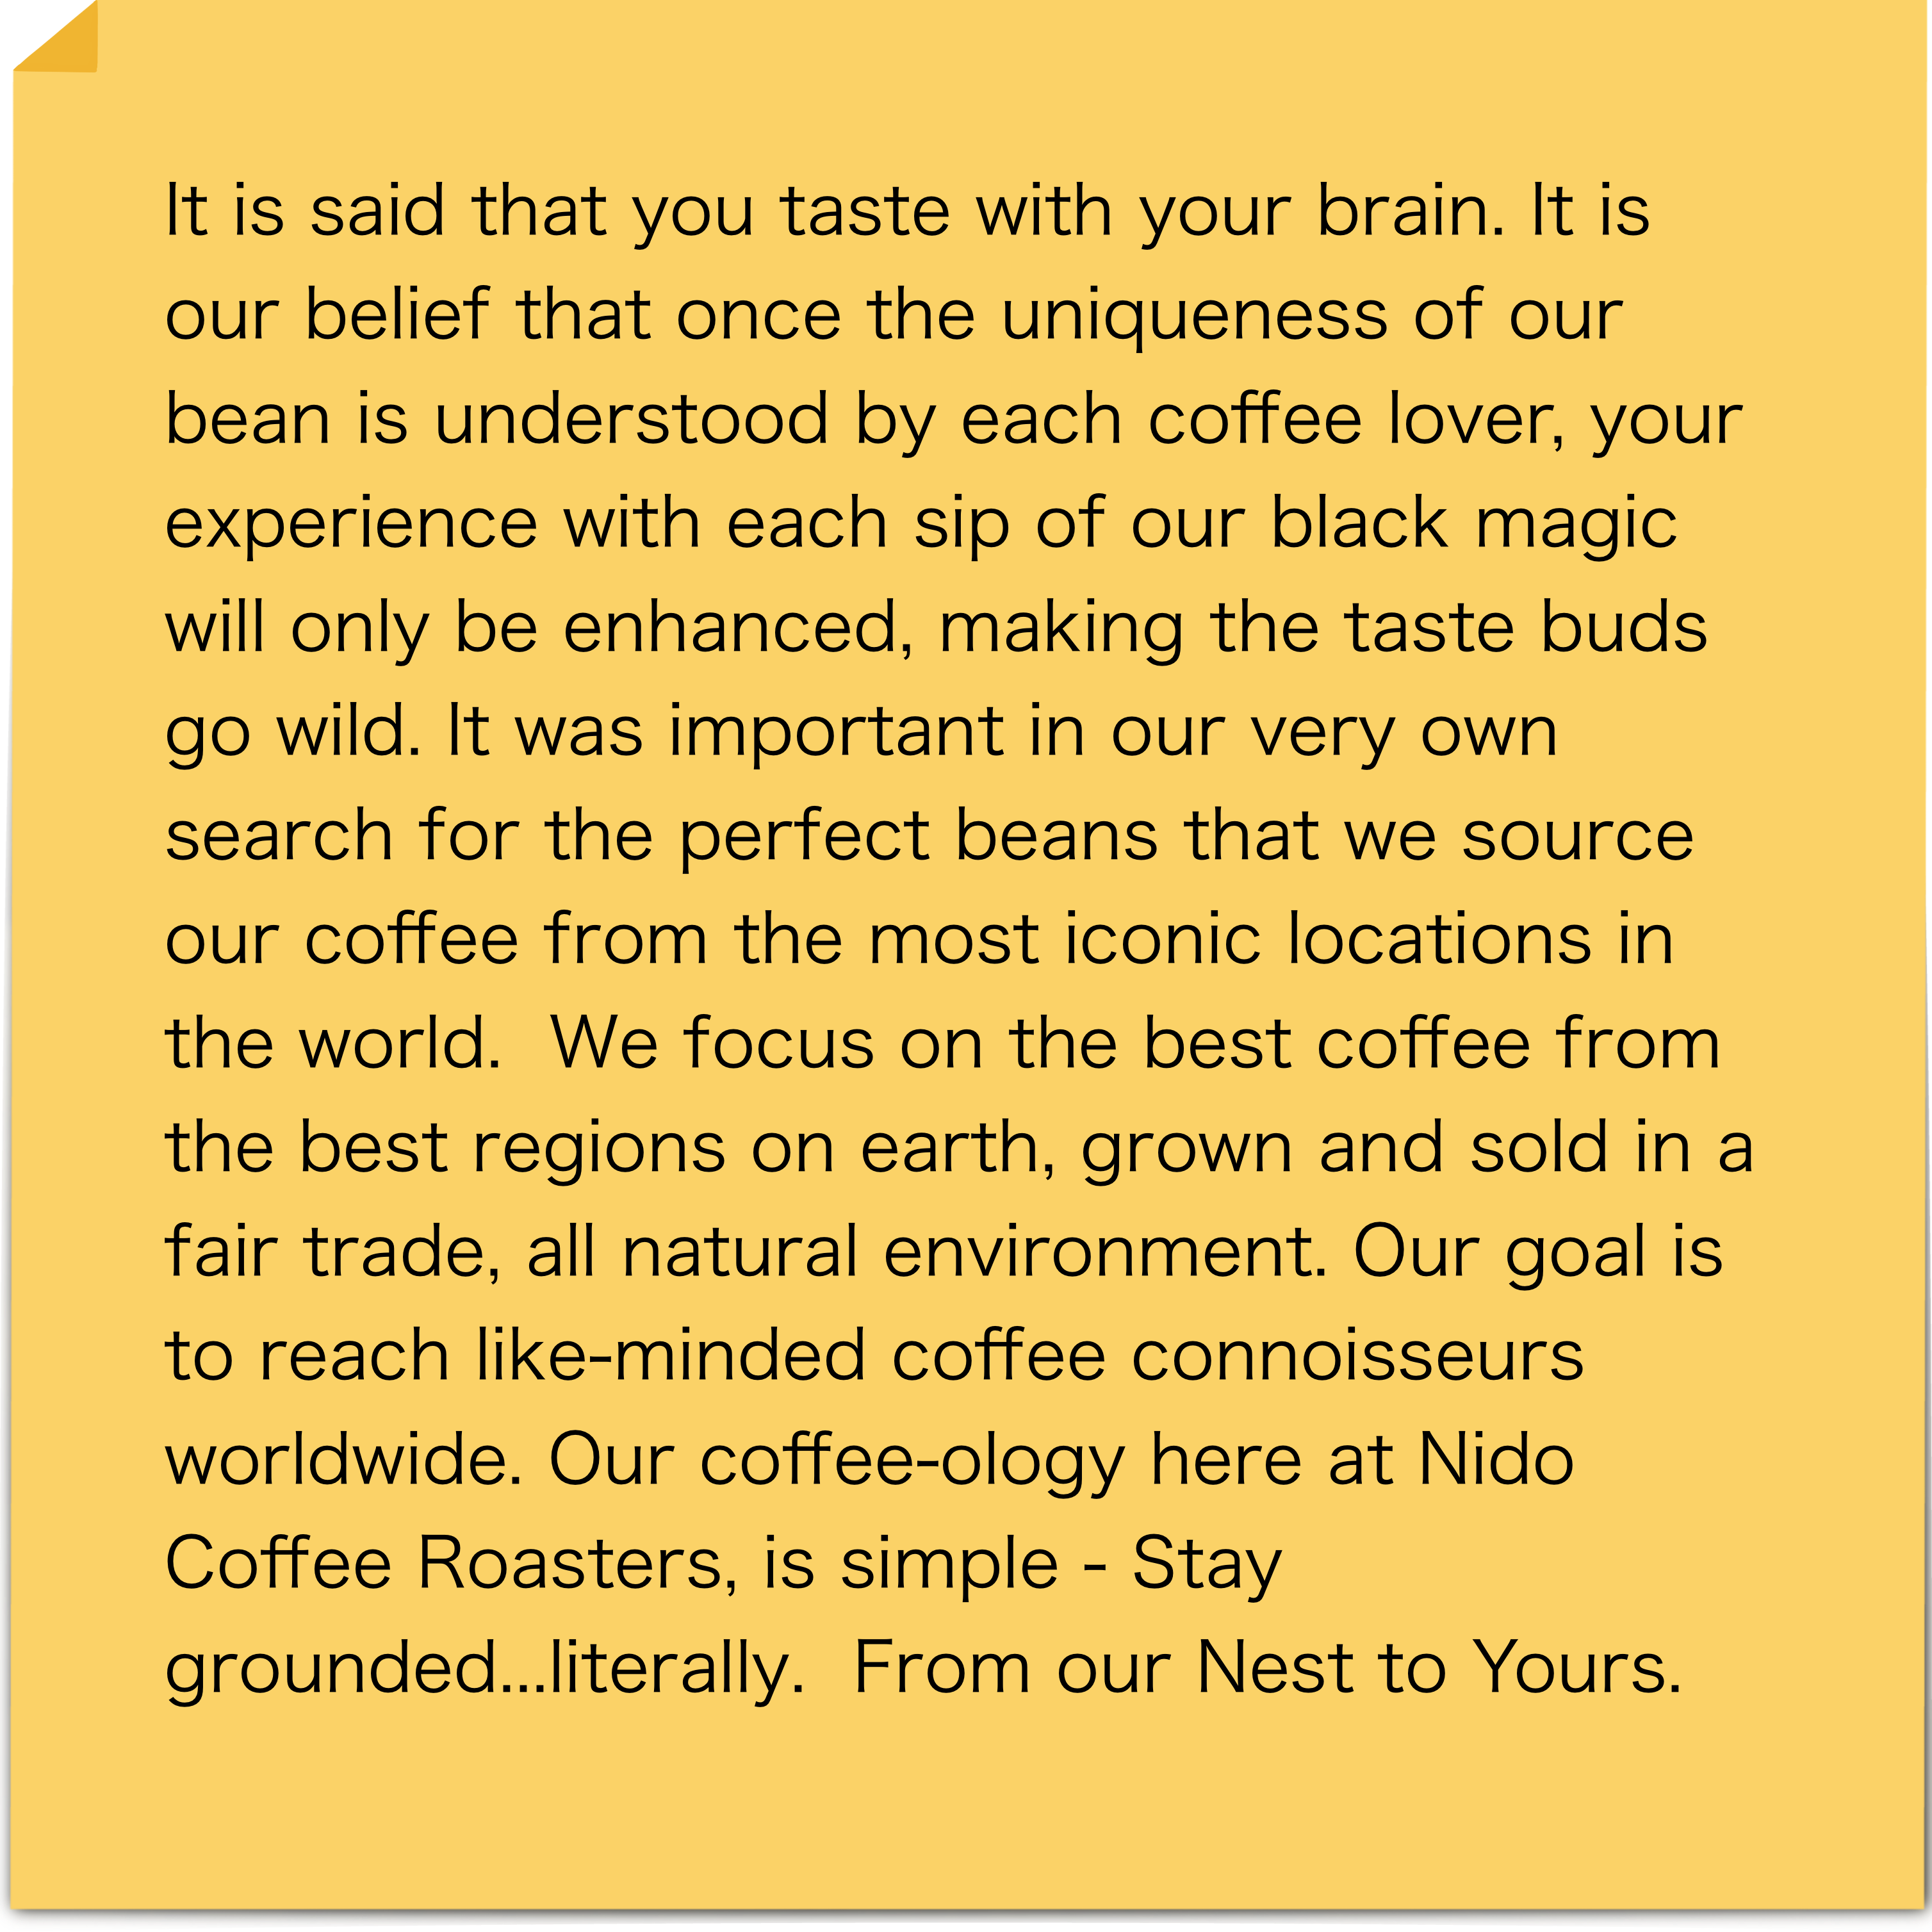 It is said that you taste with your brain. It is
our belief that once the uniqueness of our
bean is understood by each coffee lover, your
experience with each sip of our black magic
will only be enhanced, making the taste buds
go wild. It was important in our very own
search for the perfect beans that we source
our coffee from the most iconic locations in
the world.  We focus on the best coffee from
the best regions on earth, grown and sold in a
fair trade, all natural environment. Our goal is
to reach like-minded coffee connoisseurs
worldwide. Our coffee-ology here at Nido
Coffee Roasters, is simple - Stay
grounded...literally.  From our Nest to Yours.